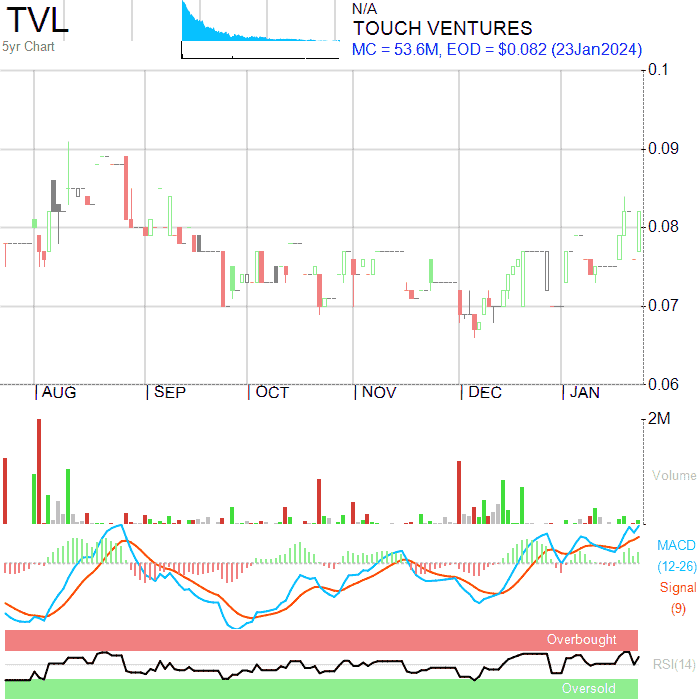 TVL
5yr Chart
N/A
TOUCH VENTURES
MC = 53.6M, EOD = $0.082 (23Jan2024)
0.1
0.09
0.08
0.07
0.06
AUG SEP OCT NOV DEC JAN
2M
Volume
MACD
(12-26)
Signal
(9)
Overbought
RSI(14)
Oversold